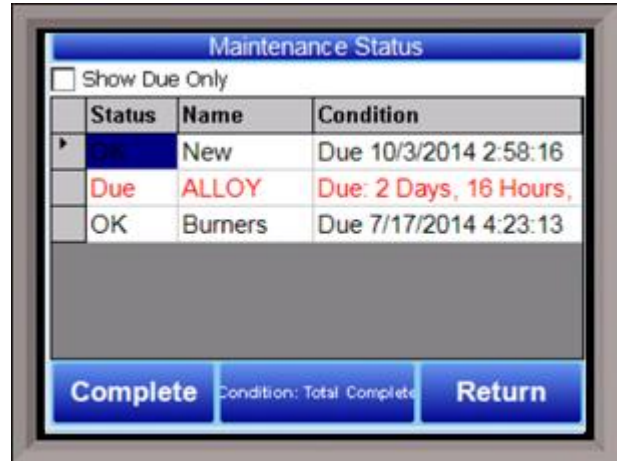 Maintenance Status
Show Due Only
Status Name Condition
OK New Due 10/3/2014 2:58:16
Due ALLOY Due: 2 Days, 16 Hours,
OK Burners Due 7/17/2014 4:23:13
Complete Condition: Total Complete Return